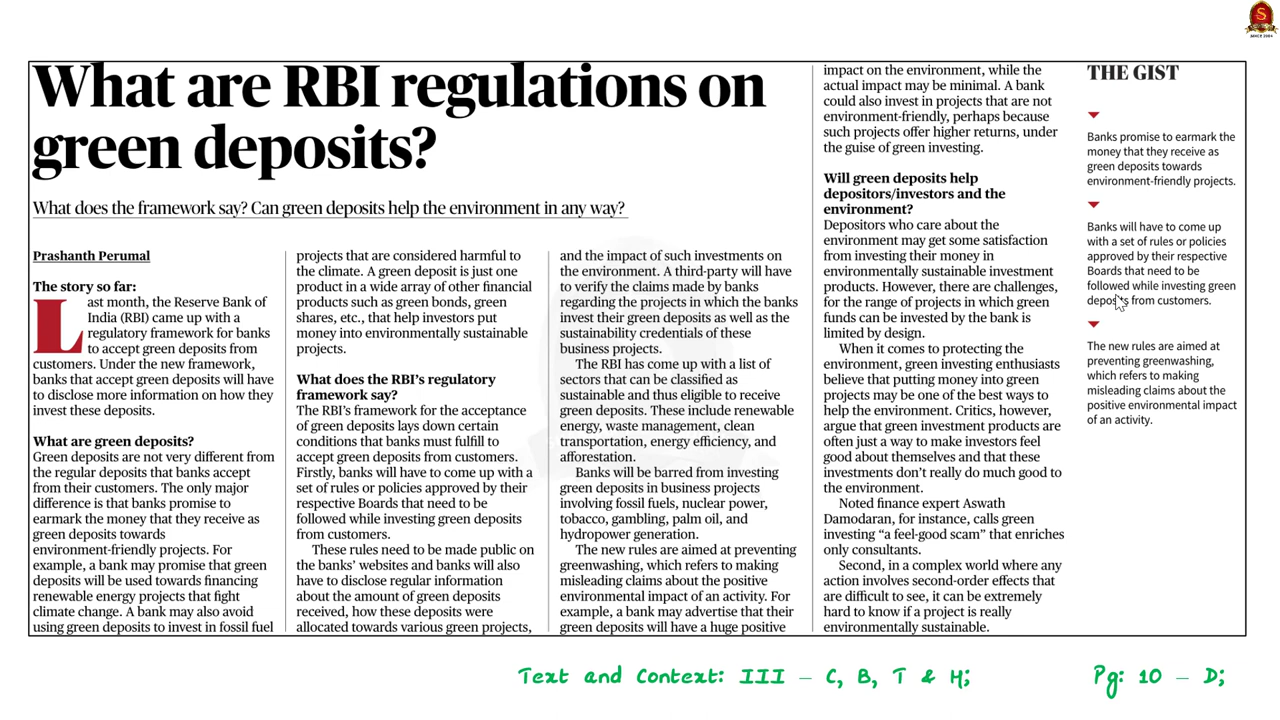 What are RBI regulations on
green deposits?
What does the framework say? Can green deposits help the environment in any way?
Prashanth Perumal
The story so far:
Last month, the Reserve Bank of
India (RBI) came up with a
regulatory framework for banks
to accept green deposits from
customers. Under the new framework,
banks that accept green deposits will have
to disclose more information on how they
invest these deposits.
What are green deposits?
Green deposits are not very different from
the regular deposits that banks accept
from their customers. The only major
difference is that banks promise to
earmark the money that they receive as
green deposits towards
environment-friendly projects. For
example, a bank may promise that green
deposits will be used towards financing
renewable energy projects that fight
climate change. A bank may also avoid
using green deposits to invest in fossil fuel
projects that are considered harmful to
the climate. A green deposit is just one
product in a wide array of other financial
products such as green bonds, green
shares, etc., that help investors put
money into environmentally sustainable
projects.
What does the RBI’s regulatory
framework say?
The RBI’s framework for the acceptance
of green deposits lays down certain
conditions that banks must fulfill to
accept green deposits from customers.
Firstly, banks will have to come up with a
set of rules or policies approved by their
respective Boards that need to be
followed while investing green deposits
from customers.
These rules need to be made public on
the banks’ websites and banks will also
have to disclose regular information
about the amount of green deposits
received, how these deposits were
allocated towards various green projects,
and the impact of such investments on
the environment. A third-party will have
to verify the claims made by banks
regarding the projects in which the banks
invest their green deposits as well as the
sustainability credentials of these
business projects.
The RBI has come up with a list of
sectors that can be classified as
sustainable and thus eligible to receive
green deposits. These include renewable
energy, waste management, clean
transportation, energy efficiency, and
afforestation.
Banks will be barred from investing
green deposits in business projects
involving fossil fuels, nuclear power,
tobacco, gambling, palm oil, and
hydropower generation.
The new rules are aimed at preventing
greenwashing, which refers to making
misleading claims about the positive
environmental impact of an activity. For
example, a bank may advertise that their
green deposits will have a huge positive
impact on the environment, while the
actual impact may be minimal. A bank
could also invest in projects that are not
environment-friendly, perhaps because
such projects offer higher returns, under
the guise of green investing.
Will green deposits help
depositors/investors and the
environment?
Depositors who care about the
environment may get some satisfaction
from investing their money in
environmentally sustainable investment
products. However, there are challenges,
for the range of projects in which green
funds can be invested by the bank is
limited by design.
When it comes to protecting the
environment, green investing enthusiasts
believe that putting money into green
projects may be one of the best ways to
help the environment. Critics, however,
argue that green investment products are
often just a way to make investors feel
good about themselves and that these
investments don’t really do much good to
the environment.
Noted finance expert Aswath
Damodaran, for instance, calls green
investing “a feel-good scam” that enriches
only consultants.
Second, in a complex world where any
action involves second-order effects that
are difficult to see, it can be extremely
hard to know if a project is really
environmentally sustainable.
THE GIST
Banks promise to earmark the
money that they receive as
green deposits towards
environment-friendly projects.
Banks will have to come up
with a set of rules or policies
approved by their respective
Boards that need to be
followed while investing green
deposits from customers.
The new rules are aimed at
preventing greenwashing,
which refers to making
misleading claims about the
positive environmental impact
of an activity.
S
SINCE 2004
Text and Context: III – C, B, T & H;
Pg: 10 – D;